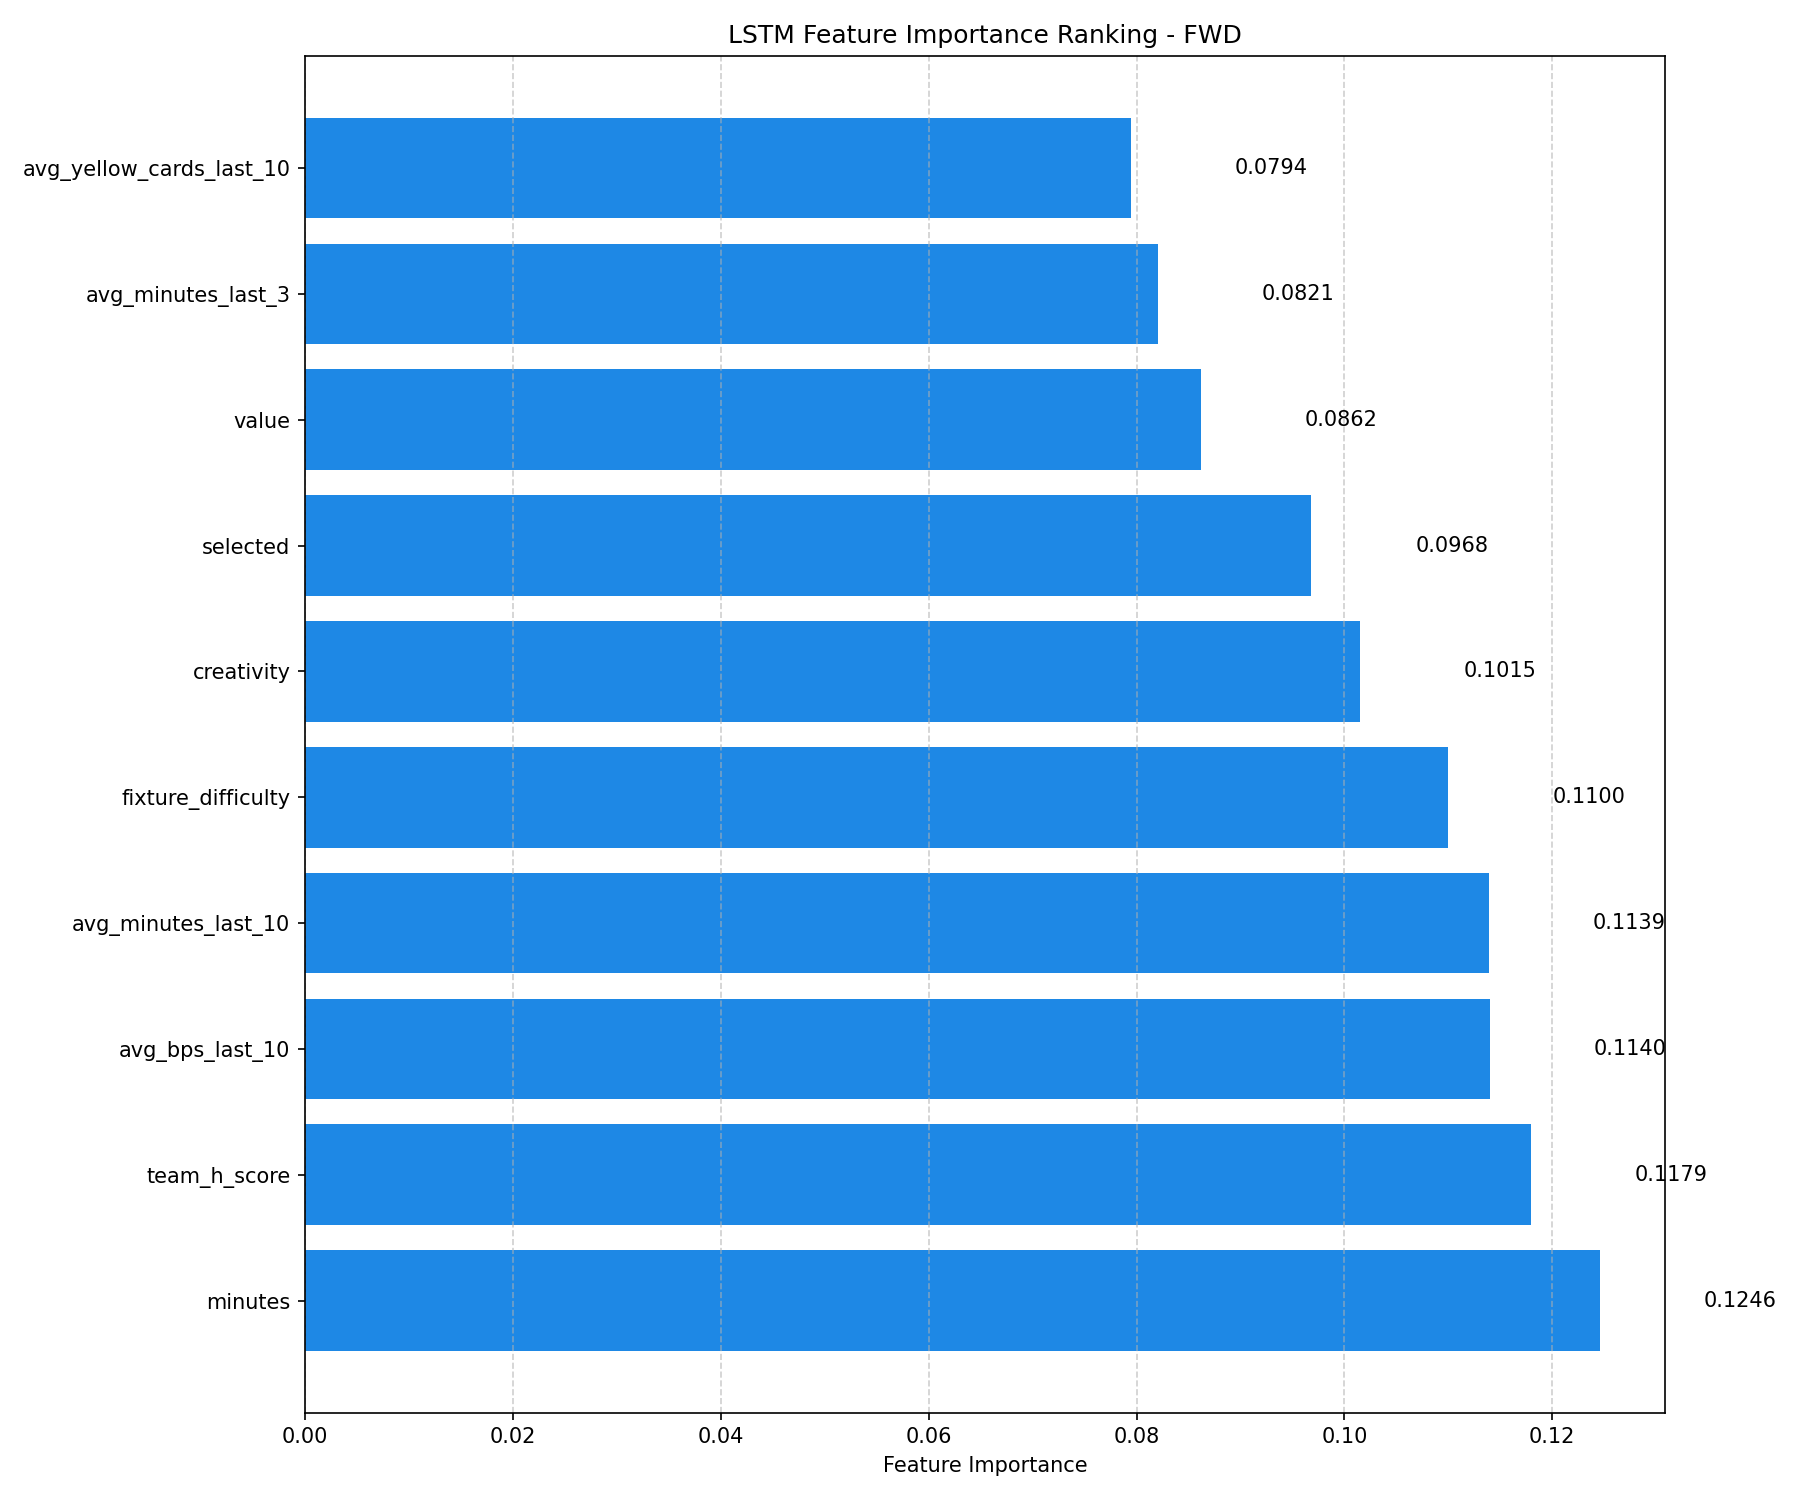 LSTM Feature Importance Ranking - FWD
avg_yellow_cards_last_10 0.0794
avg_minutes_last_3 0.0821
value 0.0862
selected 0.0968
creativity 0.1015
fixture_difficulty 0.1100
avg_minutes_last_10 0.1139
avg_bps_last_10 0.1140
team_h_score 0.1179
minutes 0.1246
0.00 0.02 0.04 0.06 0.08 0.10 0.12
Feature Importance